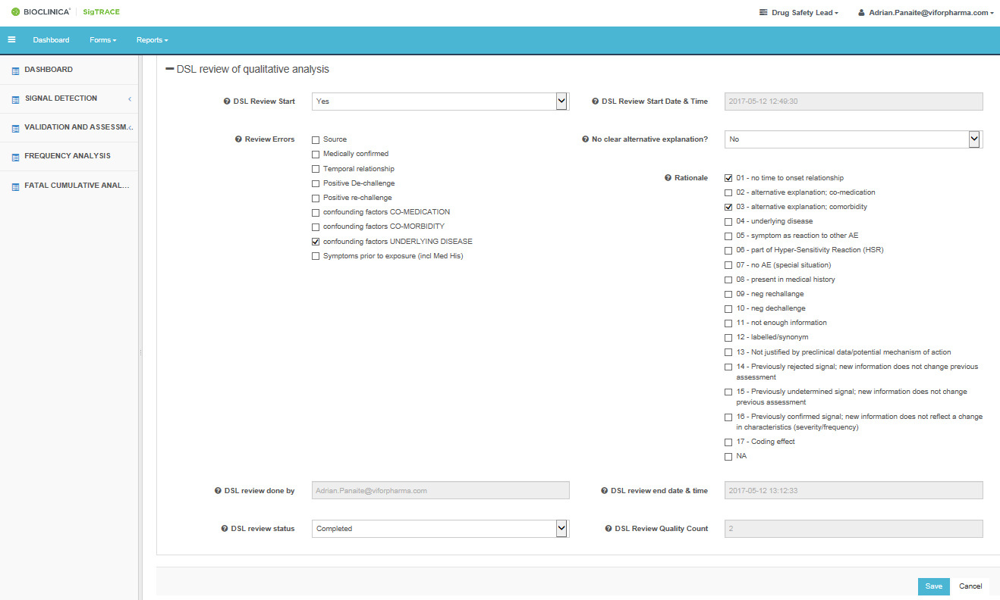 BIOCLINICA® SigTRACE
Drug Safety Lead
Adrian.Panaite@viforpharma.com
Dashboard Forms Reports
DASHBOARD
SIGNAL DETECTION
VALIDATION AND ASSESSM...
FREQUENCY ANALYSIS
FATAL CUMULATIVE ANAL...
DSL review of qualitative analysis
DSL Review Start Yes
DSL Review Start Date & Time 2017-05-12 12:49:30
Review Errors
Source
Medically confirmed
Temporal relationship
Positive De-challenge
Positive re-challenge
confounding factors CO-MEDICATION
confounding factors CO-MORBIDITY
confounding factors UNDERLYING DISEASE
Symptoms prior to exposure (incl Med His)
No clear alternative explanation? No
Rationale
01 - no time to onset relationship
02 - alternative explanation; co-medication
03 - alternative explanation; comorbidity
04 - underlying disease
05 - symptom as reaction to other AE
06 - part of Hyper-Sensitivity Reaction (HSR)
07 - no AE (special situation)
08 - present in medical history
09 - neg rechallange
10 - neg dechallenge
11 - not enough information
12 - labelled/synonym
13 - Not justified by preclinical data/potential mechanism of action
14 - Previously rejected signal; new information does not change previous
assessment
15 - Previously undetermined signal; new information does not change
previous assessment
16 - Previously confirmed signal; new information does not reflect a change
in characteristics (severity/frequency)
17 - Coding effect
NA
DSL review done by Adrian.Panaite@viforpharma.com
DSL review end date & time 2017-05-12 13:12:33
DSL review status Completed
DSL Review Quality Count 2
Save Cancel